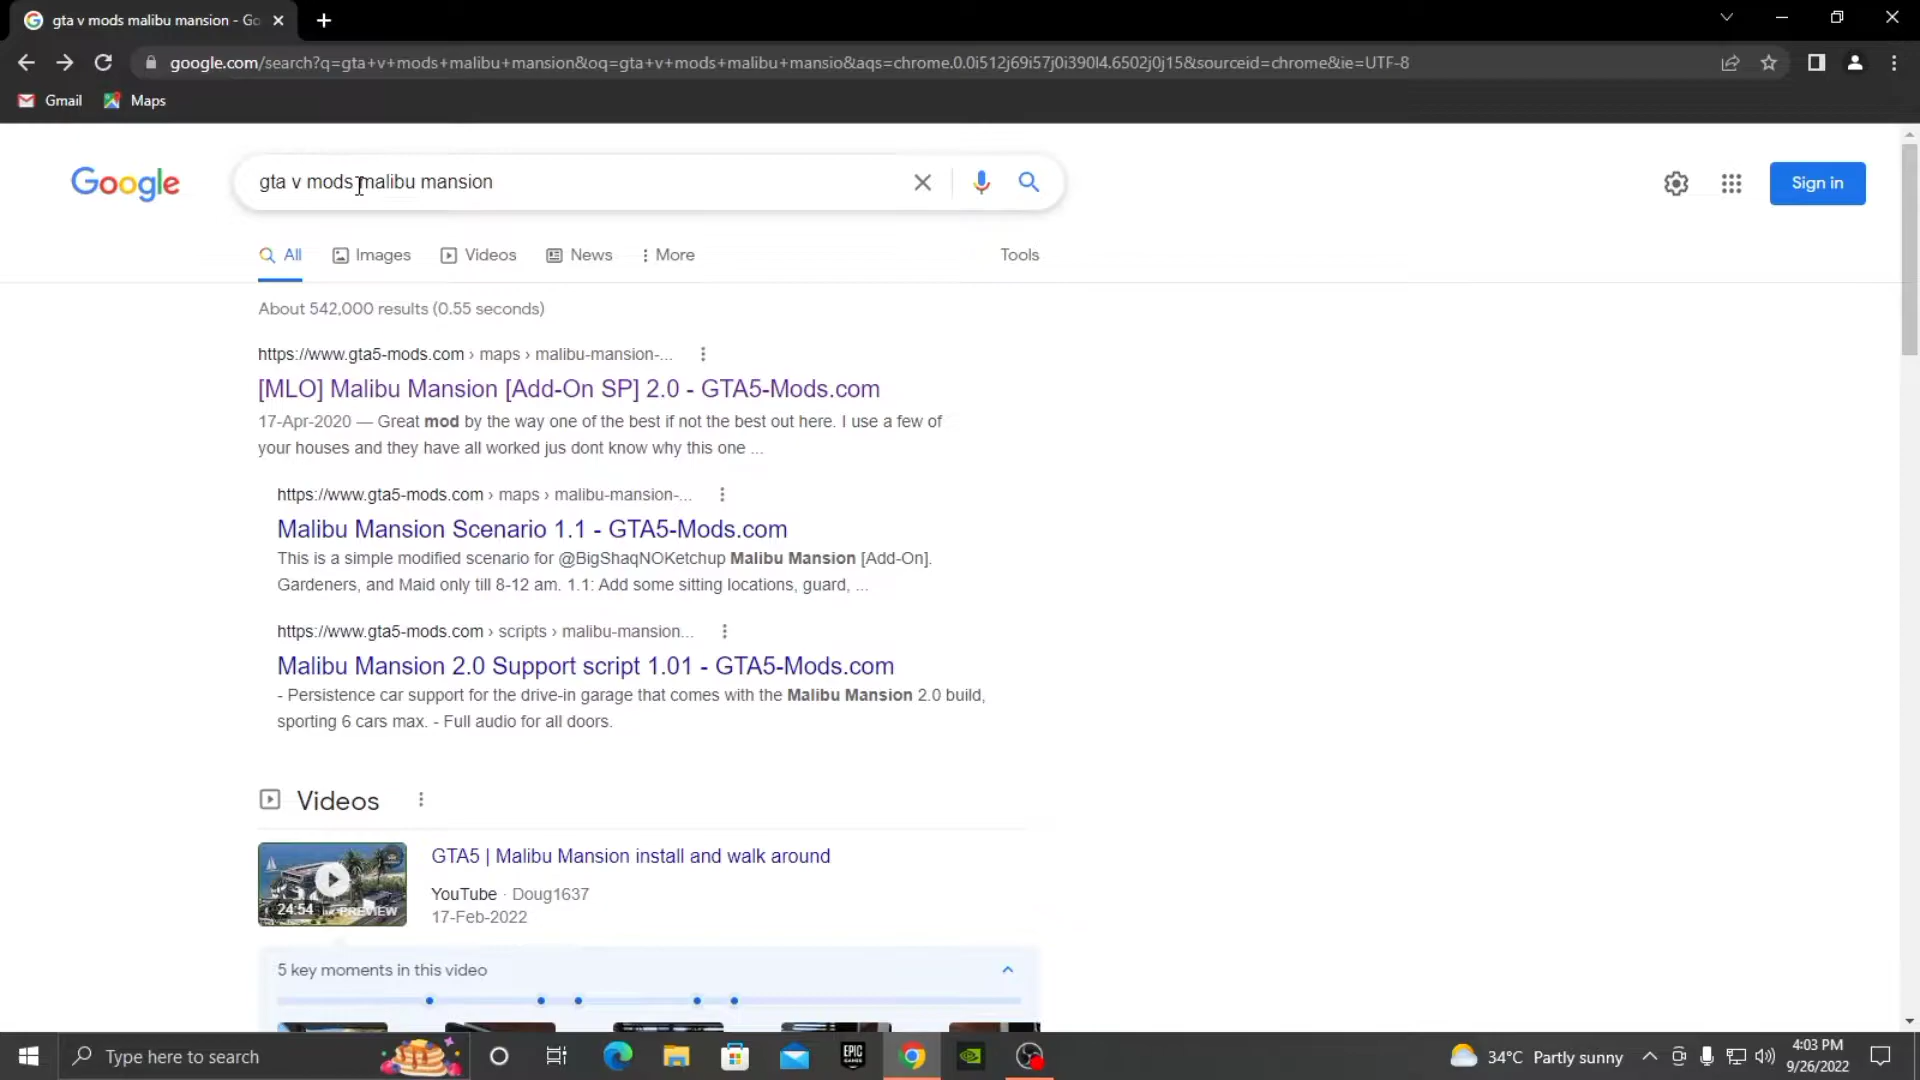 gta v mods malibu mansion - Go
google.com/search?q=gta+v+mods+malibu+mansion&oq=gta+v+mods+malibu+mansio&aqs=chrome.0.0i512j69i57j0i390l4.6502j0j15&sourceid=chrome&ie=UTF-8
Gmail Maps
Google gta v mods malibu mansion Sign in
All Images Videos News More Tools
About 542,000 results (0.55 seconds)
https://www.gta5-mods.com › maps › malibu-mansion-...
[MLO] Malibu Mansion [Add-On SP] 2.0 - GTA5-Mods.com
17-Apr-2020 — Great mod by the way one of the best if not the best out here. I use a few of
your houses and they have all worked jus dont know why this one ...
https://www.gta5-mods.com › maps › malibu-mansion-...
Malibu Mansion Scenario 1.1 - GTA5-Mods.com
This is a simple modified scenario for @BigShaqNOKetchup Malibu Mansion [Add-On].
Gardeners, and Maid only till 8-12 am. 1.1: Add some sitting locations, guard, ...
https://www.gta5-mods.com › scripts › malibu-mansion...
Malibu Mansion 2.0 Support script 1.01 - GTA5-Mods.com
- Persistence car support for the drive-in garage that comes with the Malibu Mansion 2.0 build,
sporting 6 cars max. - Full audio for all doors.
Videos
GTA5 | Malibu Mansion install and walk around
YouTube · Doug1637
17-Feb-2022
24:54 PREVIEW
5 key moments in this video
Type here to search
EPIC GAMES
34°C Partly sunny
4:03 PM
9/26/2022